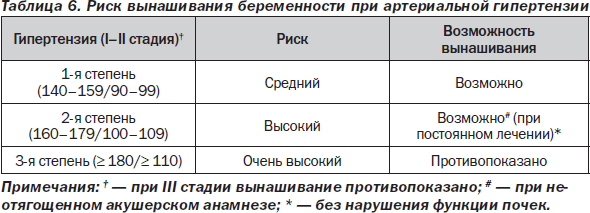 Таблица 6. Риск вынашивания беременности при артериальной гипертензии
Гипертензия (I–II стадия)† Риск Возможность вынашивания
1-я степень (140–159/90–99) Средний Возможно
2-я степень (160–179/100–109) Высокий Возможно# (при постоянном лечении)*
3-я степень (≥ 180/≥ 110) Очень высокий Противопоказано
Примечания: † — при III стадии вынашивание противопоказано; # — при не-
отягощенном акушерском анамнезе; * — без нарушения функции почек.